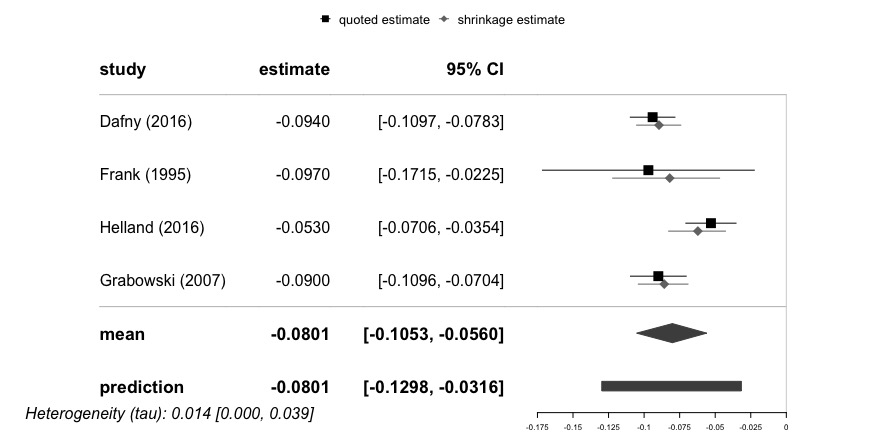 quoted estimate shrinkage estimate
study estimate 95% CI
Dafny (2016) -0.0940 [-0.1097, -0.0783]
Frank (1995) -0.0970 [-0.1715, -0.0225]
Helland (2016) -0.0530 [-0.0706, -0.0354]
Grabowski (2007) -0.0900 [-0.1096, -0.0704]
mean -0.0801 [-0.1053, -0.0560]
prediction -0.0801 [-0.1298, -0.0316]
Heterogeneity (tau): 0.014 [0.000, 0.039]
-0.175 -0.15 -0.125 -0.1 -0.075 -0.05 -0.025 0